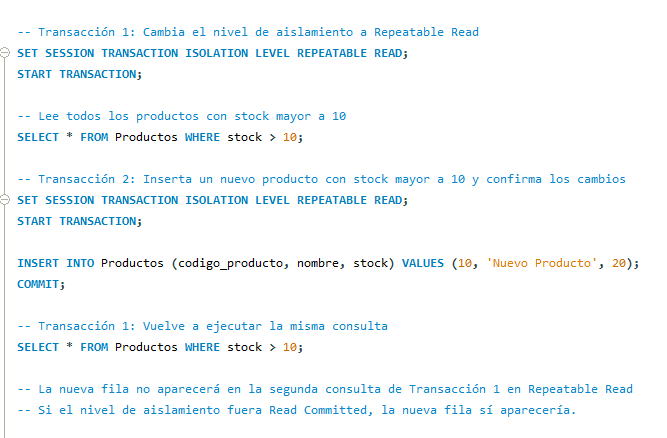 -- Transacción 1: Cambia el nivel de aislamiento a Repeatable Read
SET SESSION TRANSACTION ISOLATION LEVEL REPEATABLE READ;
START TRANSACTION;
-- Lee todos los productos con stock mayor a 10
SELECT * FROM Productos WHERE stock > 10;
-- Transacción 2: Inserta un nuevo producto con stock mayor a 10 y confirma los cambios
SET SESSION TRANSACTION ISOLATION LEVEL REPEATABLE READ;
START TRANSACTION;
INSERT INTO Productos (codigo_producto, nombre, stock) VALUES (10, 'Nuevo Producto', 20);
COMMIT;
-- Transacción 1: Vuelve a ejecutar la misma consulta
SELECT * FROM Productos WHERE stock > 10;
-- La nueva fila no aparecerá en la segunda consulta de Transacción 1 en Repeatable Read
-- Si el nivel de aislamiento fuera Read Committed, la nueva fila sí aparecería.